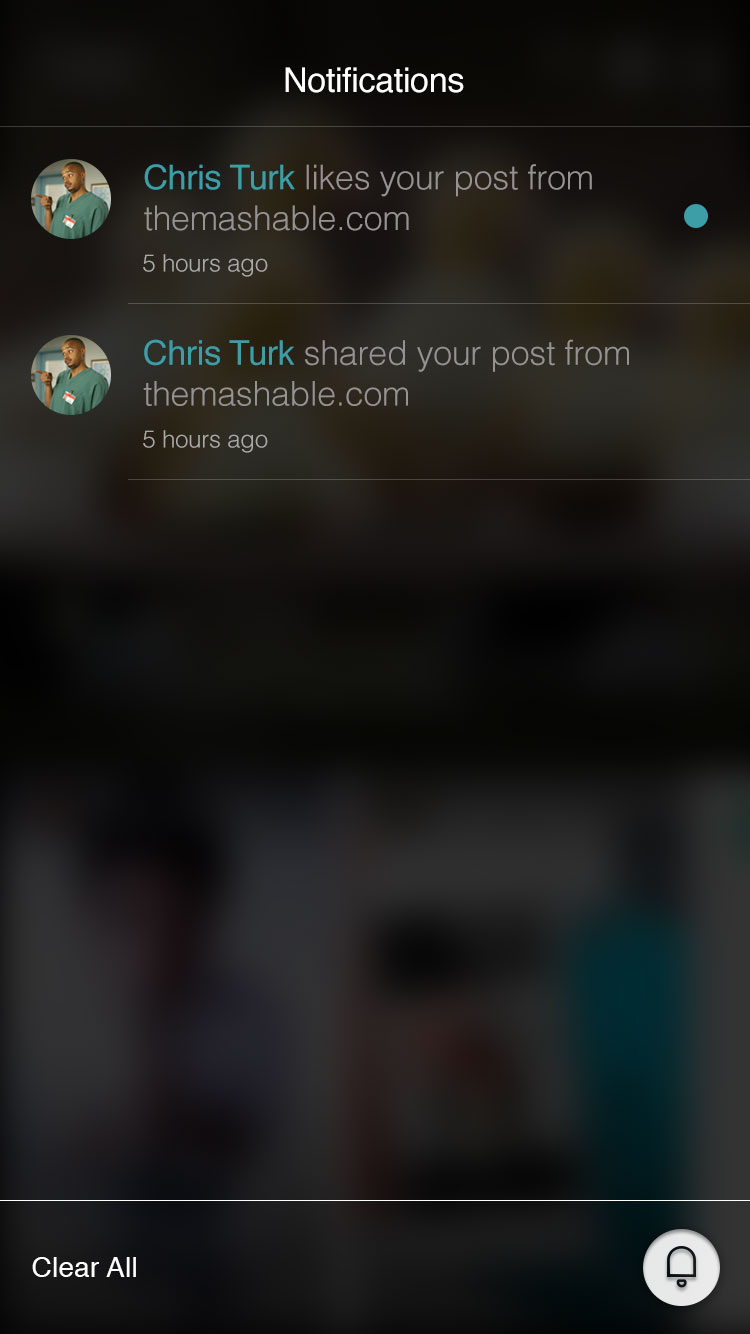 Notifications
Chris Turk likes your post from
themashable.com
5 hours ago
Chris Turk shared your post from
themashable.com
5 hours ago
Clear All